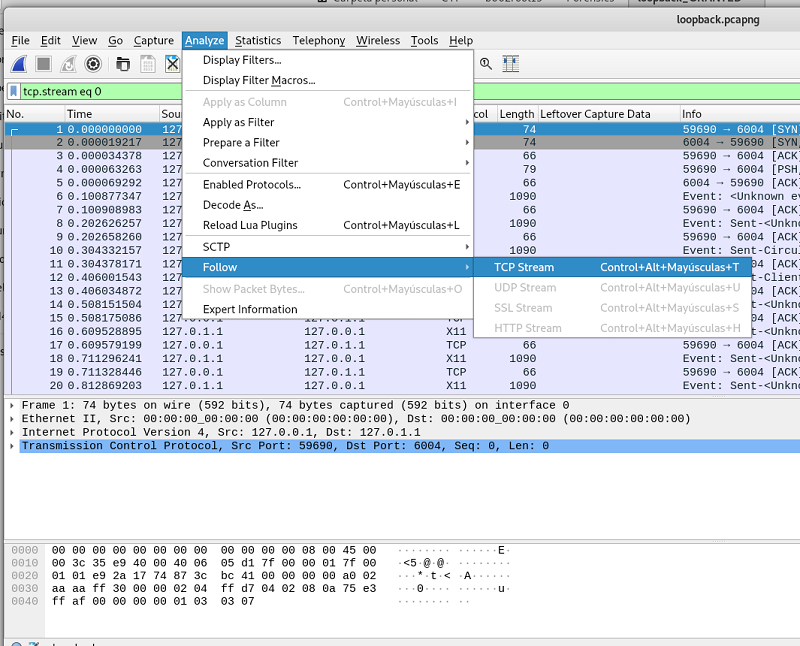 loopback.pcapng
File Edit View Go Capture Analyze Statistics Telephony Wireless Tools Help
Display Filters...
Display Filter Macros...
Apply as Column Control+Mayúsculas+I
Apply as Filter
Prepare a Filter
Conversation Filter
Enabled Protocols... Control+Mayúsculas+E
Decode As...
Reload Lua Plugins Control+Mayúsculas+L
SCTP
Follow
Show Packet Bytes... Control+Mayúsculas+O
Expert Information
TCP Stream Control+Alt+Mayúsculas+T
UDP Stream Control+Alt+Mayúsculas+U
SSL Stream Control+Alt+Mayúsculas+S
HTTP Stream Control+Alt+Mayúsculas+H
tcp.stream eq 0
No. Time Sou col Length Leftover Capture Data Info
1 0.000000000 127. 74 59690 → 6004 [SYN
2 0.000019217 127. 74 6004 → 59690 [SYN,
3 0.000034378 127. 66 59690 → 6004 [ACK]
4 0.000063263 127. 79 59690 → 6004 [PSH,
5 0.000069292 127. 66 6004 → 59690 [ACK]
6 0.100877347 127. 1090 Event: <Unknown ev
7 0.100908983 127. 66 59690 → 6004 [ACK]
8 0.202626257 127. 1090 Event: Sent-<Unkno
9 0.202658260 127. 66 59690 → 6004 [ACK]
10 0.304332157 127. 1090 Event: Sent-Circul
11 0.304378171 127. [ACK]
12 0.406001543 127. -Client
13 0.406034872 127. [ACK]
14 0.508151504 127. -<Unkno
15 0.508175086 127.0.0.1 127.0.1.1 [ACK]
16 0.609528895 127.0.1.1 127.0.0.1 X11 1090 Event: Sent-<Unkno
17 0.609579199 127.0.0.1 127.0.1.1 TCP 66 59690 → 6004 [ACK]
18 0.711296241 127.0.1.1 127.0.0.1 X11 1090 Event: Sent-<Unkno
19 0.711328446 127.0.0.1 127.0.1.1 TCP 66 59690 → 6004 [ACK]
20 0.812869203 127.0.1.1 127.0.0.1 X11 1090 Event: Sent-<Unkno
Frame 1: 74 bytes on wire (592 bits), 74 bytes captured (592 bits) on interface 0
Ethernet II, Src: 00:00:00_00:00:00 (00:00:00:00:00:00), Dst: 00:00:00_00:00:00 (00:00:00:00:00:00)
Internet Protocol Version 4, Src: 127.0.0.1, Dst: 127.0.1.1
Transmission Control Protocol, Src Port: 59690, Dst Port: 6004, Seq: 0, Len: 0
0000 00 00 00 00 00 00 00 00 00 00 00 00 08 00 45 00 ········ ······E·
0010 00 3c 35 e9 40 00 40 06 05 d1 7f 00 00 01 7f 00 ·<5·@·@· ········
0020 01 01 e9 2a 17 74 87 3c bc 41 00 00 00 00 a0 02 ···*·t·< ·A······
0030 aa aa ff 30 00 00 02 04 ff d7 04 02 08 0a 75 e3 ···0···· ······u·
0040 ff af 00 00 00 00 01 03 03 07 ········ ··